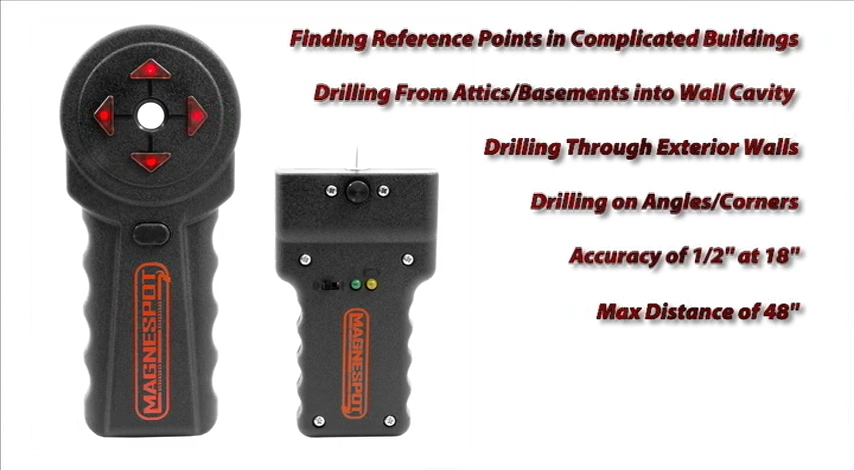 Finding Reference Points in Complicated Buildings
Drilling From Attics/Basements into Wall Cavity
Drilling Through Exterior Walls
Drilling on Angles/Corners
Accuracy of 1/2" at 18"
Max Distance of 48"
MAGNESPOT
MAGNESPOT